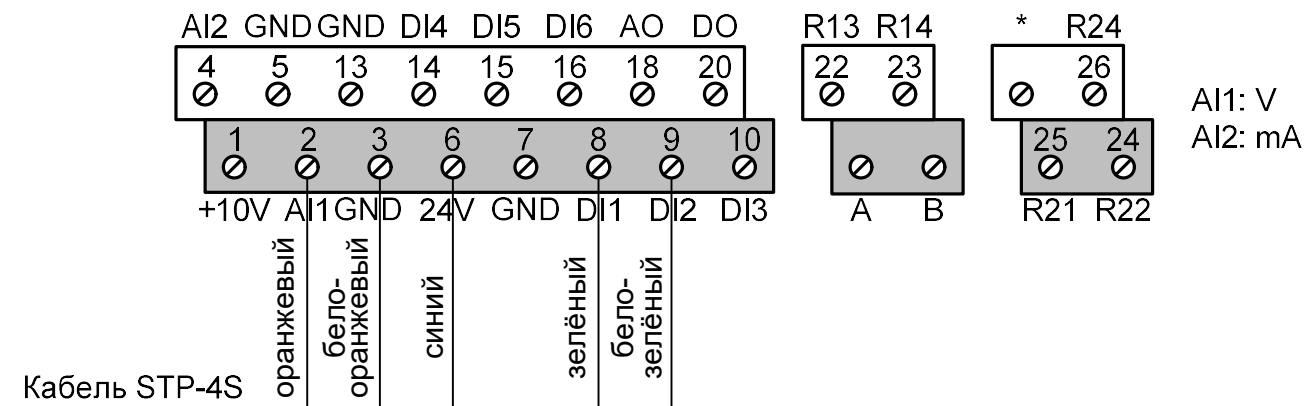 AI2 GND GND DI4 DI5 DI6 AO DO R13 R14 * R24
4 5 13 14 15 16 18 20 22 23 26
AI1: V
AI2: mA
1 2 3 6 7 8 9 10 25 24
+10V AI1 GND 24V GND DI1 DI2 DI3 A B R21 R22
оранжевый
бело-
оранжевый
синий
зелёный
бело-
зелёный
Кабель STP-4S